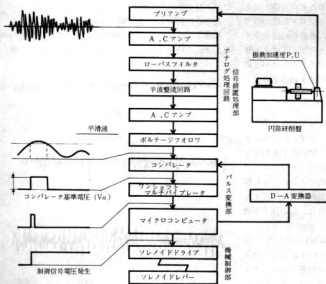 プリアンプ
A.Cアンプ
ローパスフィルタ
半波整流回路
A.Cアンプ
ボルテージフォロワ
コンパレータ
ワンショット
マルチバイブレータ
マイクロコンピュータ
ソレノイドドライブ
ソレノイドレバー
アナログ処理回路
信号前置処理部
パルス変換部
機械制御部
振動加速度P.U
円筒研削盤
D-A変換器
平滑波
コンパレータ基準電圧(Vo)
制御信号電圧発生